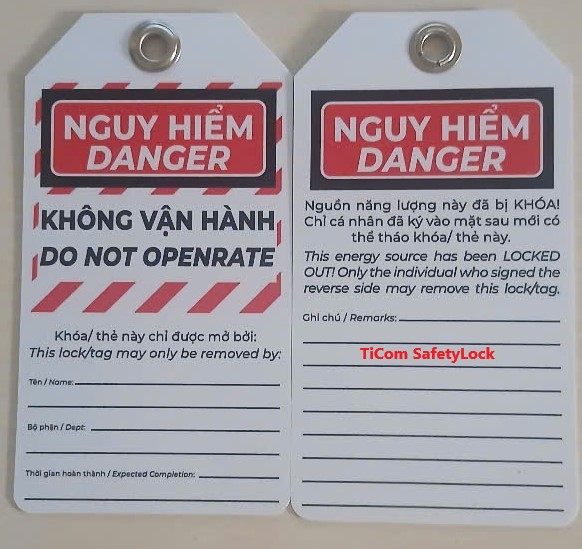 NGUY HIỂM
DANGER
KHÔNG VẬN HÀNH
DO NOT OPENRATE
Khóa/ thẻ này chỉ được mở bởi:
This lock/tag may only be removed by:
Tên / Name:
Bộ phận / Dept:
Thời gian hoàn thành / Expected Completion:
NGUY HIỂM
DANGER
Nguồn năng lượng này đã bị KHÓA!
Chỉ cá nhân đã ký vào mặt sau mới có
thể tháo khóa/ thẻ này.
This energy source has been LOCKED
OUT! Only the individual who signed the
reverse side may remove this lock/tag.
Ghi chú / Remarks:
TiCom SafetyLock